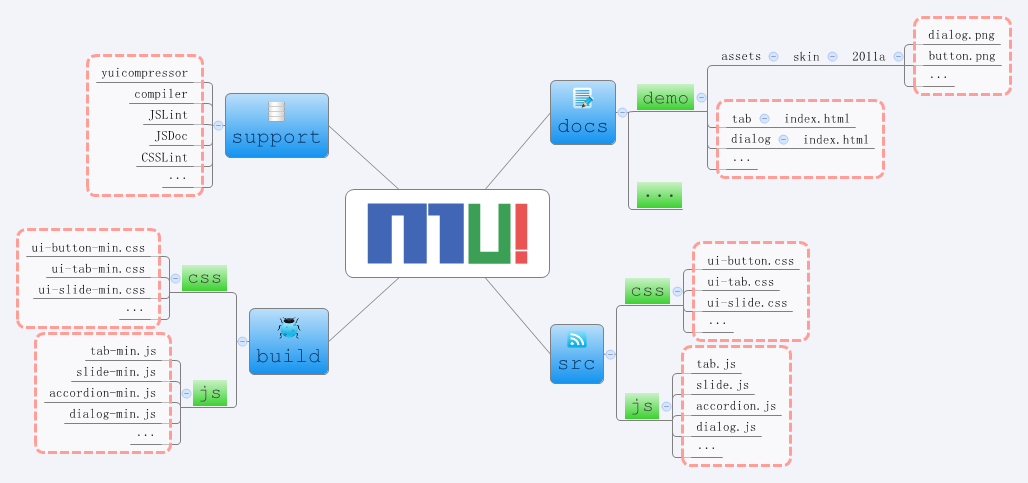 MU!
support
yuicompressor
compiler
JSLint
JSDoc
CSSLint
...
docs
demo
assets
skin
2011a
dialog.png
button.png
...
tab
index.html
dialog
index.html
...
...
build
css
ui-button-min.css
ui-tab-min.css
ui-slide-min.css
...
js
tab-min.js
slide-min.js
accordion-min.js
dialog-min.js
...
src
css
ui-button.css
ui-tab.css
ui-slide.css
...
js
tab.js
slide.js
accordion.js
dialog.js
...